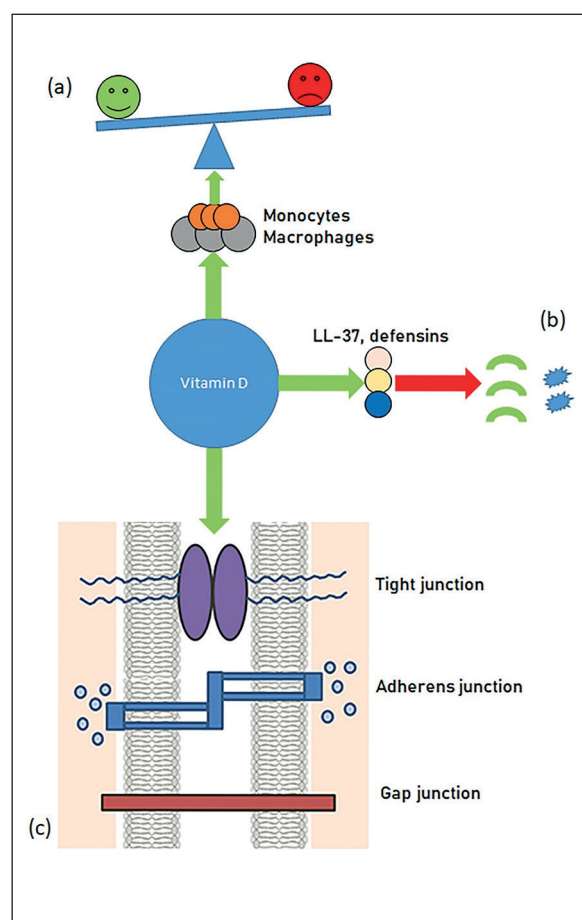 (a)
Monocytes
Macrophages
LL-37, defensins
(b)
Vitamin D
Tight junction
Adherens junction
Gap junction
(c)